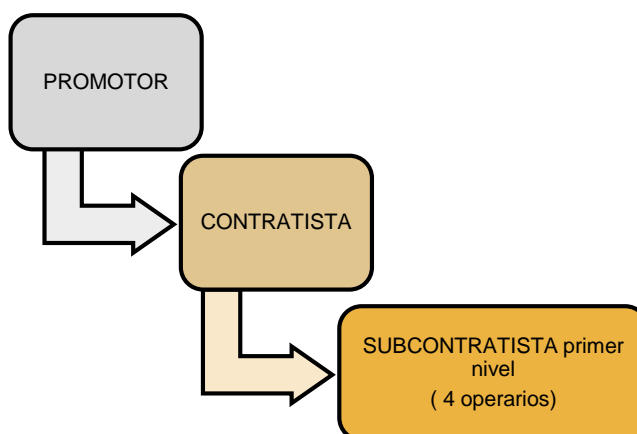 PROMOTOR
CONTRATISTA
SUBCONTRATISTA primer
nivel
( 4 operarios)